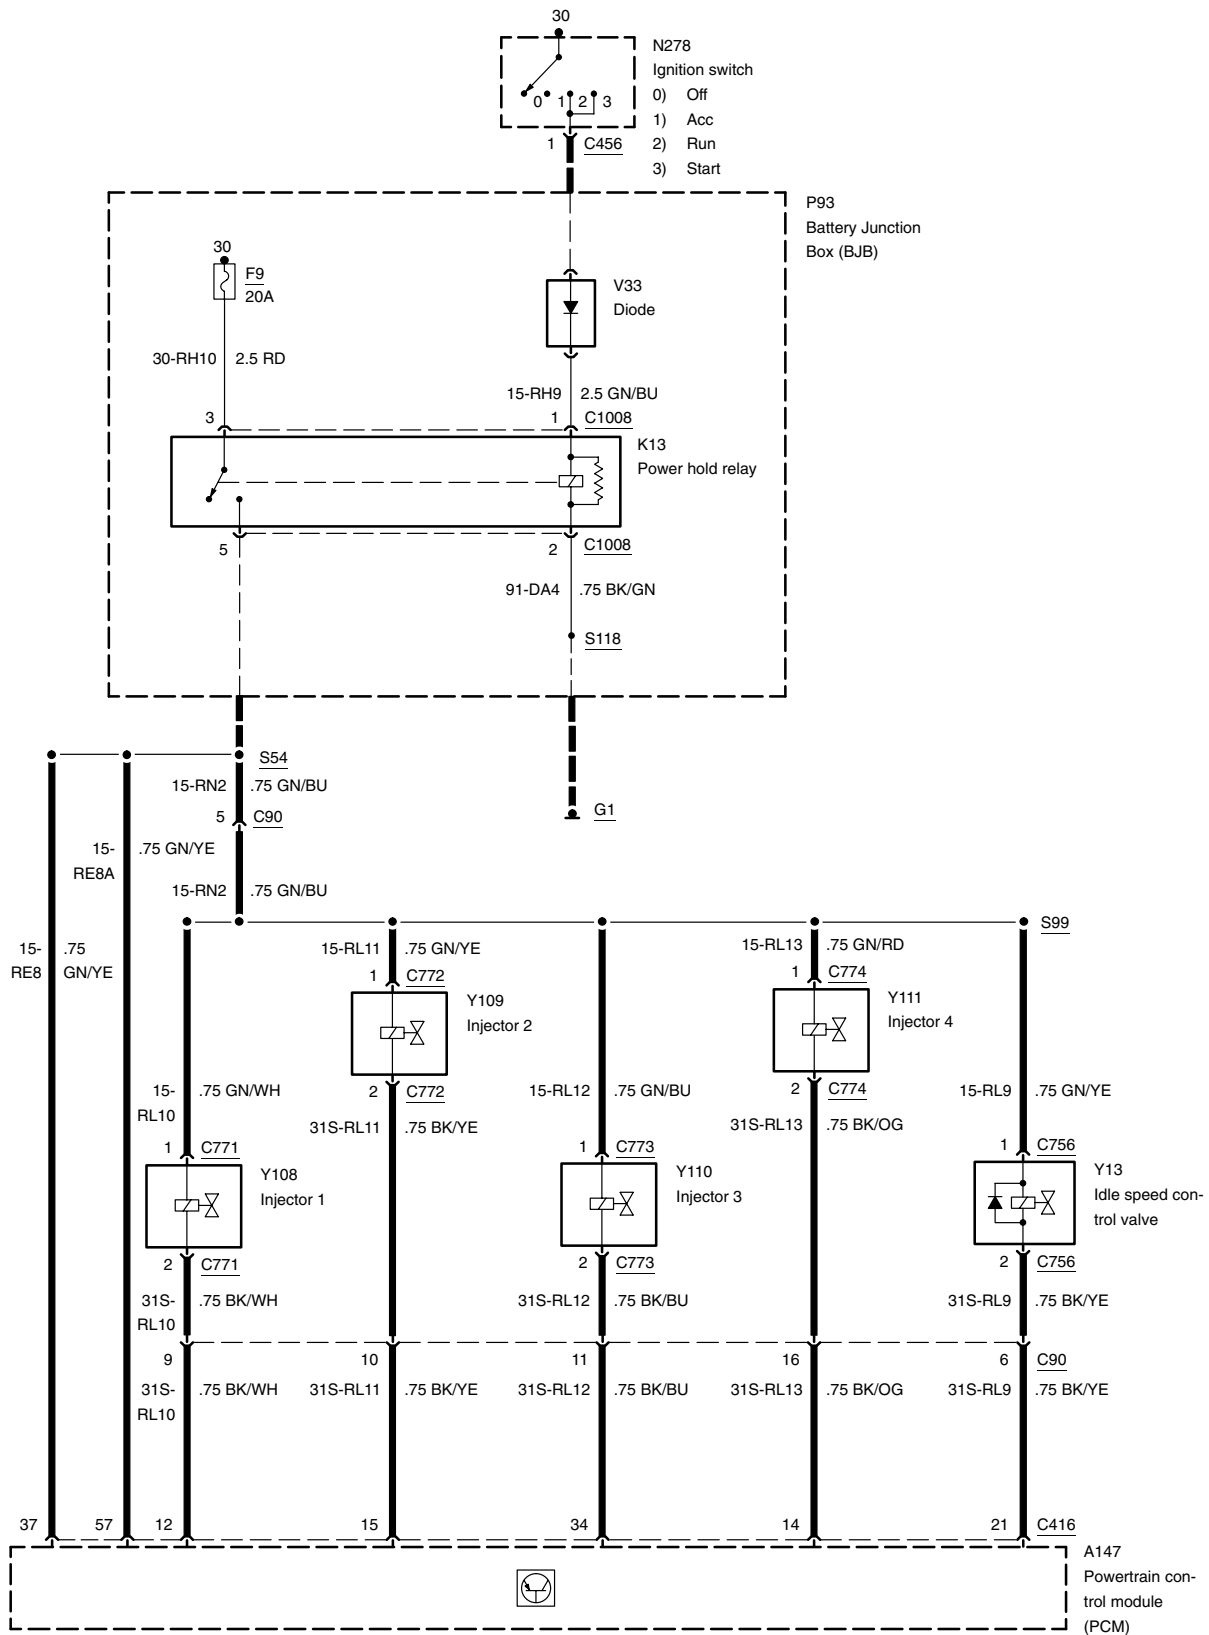 30
N278
Ignition switch
0) Off
1) Acc
2) Run
3) Start
0 1 2 3
1 C456
P93
Battery Junction
Box (BJB)
30
F9
20A
V33
Diode
30-RH10 2.5 RD
15-RH9 2.5 GN/BU
3 1 C1008
K13
Power hold relay
5 2 C1008
91-DA4 .75 BK/GN
S118
S54
15-RN2 .75 GN/BU
5 C90
G1
15-
RE8A
.75 GN/YE
15-RN2 .75 GN/BU
S99
15-
RE8
.75
GN/YE
15-RL11 .75 GN/YE
15-RL13 .75 GN/RD
1 C772
1 C774
Y109
Injector 2
Y111
Injector 4
15-
RL10
.75 GN/WH
2 C772
15-RL12 .75 GN/BU
2 C774
15-RL9 .75 GN/YE
31S-RL11 .75 BK/YE
31S-RL13 .75 BK/OG
1 C771
1 C773
1 C756
Y108
Injector 1
Y110
Injector 3
Y13
Idle speed con-
trol valve
2 C771
2 C773
2 C756
31S-
RL10
.75 BK/WH
31S-RL12 .75 BK/BU
31S-RL9 .75 BK/YE
9 10 11 16 6 C90
31S-
RL10
.75 BK/WH
31S-RL11 .75 BK/YE
31S-RL12 .75 BK/BU
31S-RL13 .75 BK/OG
31S-RL9 .75 BK/YE
37 57 12 15 34 14 21 C416
A147
Powertrain con-
trol module
(PCM)